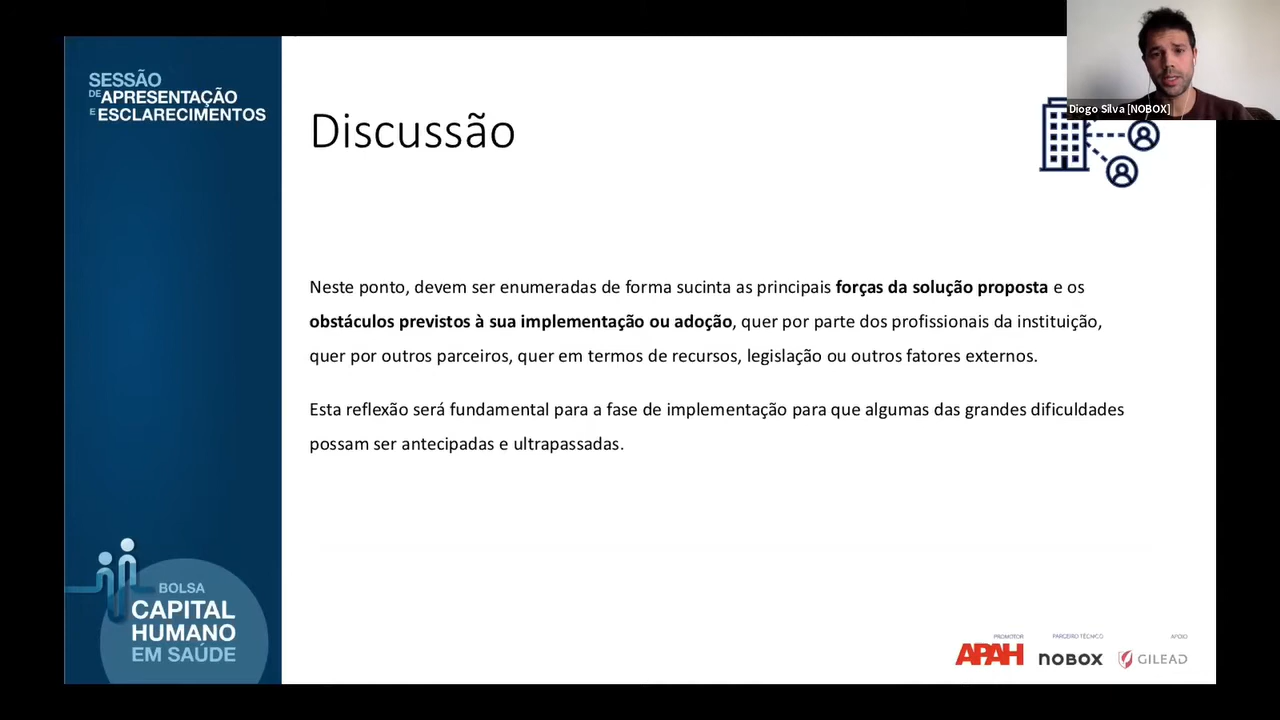 SESSÃO
DE APRESENTAÇÃO
E ESCLARECIMENTOS
Diogo Silva [NOBOX]
Discussão
Neste ponto, devem ser enumeradas de forma sucinta as principais forças da solução proposta e os
obstáculos previstos à sua implementação ou adoção, quer por parte dos profissionais da instituição,
quer por outros parceiros, quer em termos de recursos, legislação ou outros fatores externos.
Esta reflexão será fundamental para a fase de implementação para que algumas das grandes dificuldades
possam ser antecipadas e ultrapassadas.
BOLSA
CAPITAL
HUMANO
EM SAÚDE
PROMOTOR
APAH
PARCEIRO TÉCNICO
NOBOX
APOIO
GILEAD